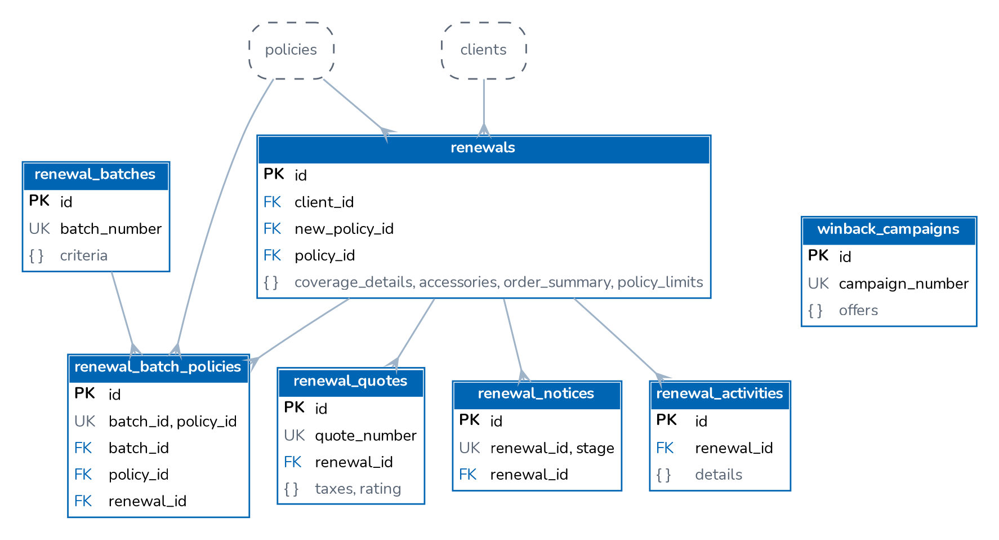 policies
clients
renewals
PK id
FK client_id
FK new_policy_id
FK policy_id
{ } coverage_details, accessories, order_summary, policy_limits
renewal_batches
PK id
UK batch_number
{ } criteria
winback_campaigns
PK id
UK campaign_number
{ } offers
renewal_batch_policies
PK id
UK batch_id, policy_id
FK batch_id
FK policy_id
FK renewal_id
renewal_quotes
PK id
UK quote_number
FK renewal_id
{ } taxes, rating
renewal_notices
PK id
UK renewal_id, stage
FK renewal_id
renewal_activities
PK id
FK renewal_id
{ } details